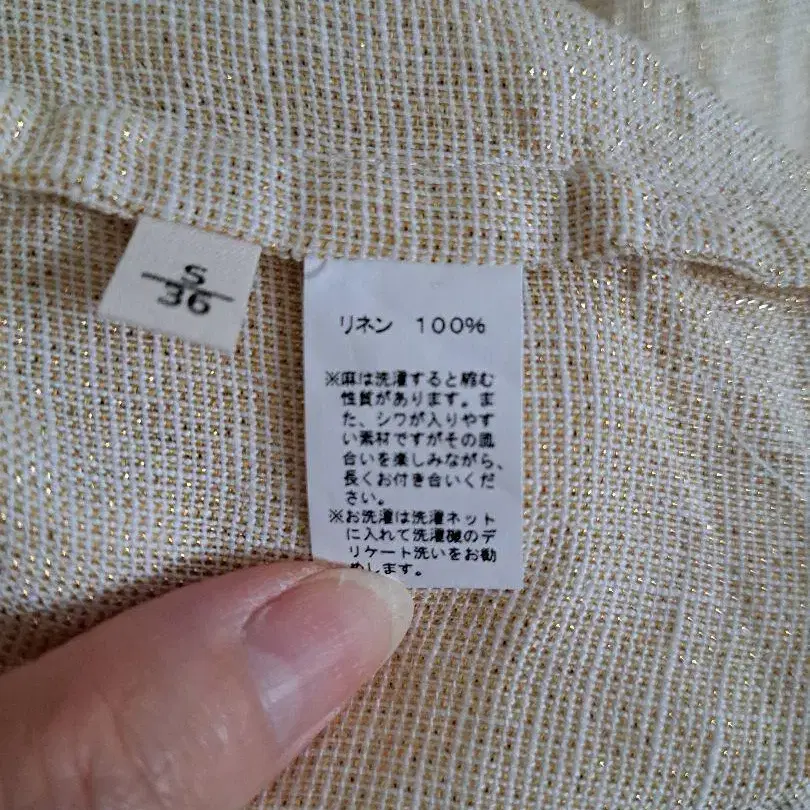 S
36
リネン 100%
※麻は洗濯すると縮む
性質があります。ま
た、シワが入りやす
い素材ですがその風
合いを楽しみながら、
長くお付き合いくだ
さい。
※お洗濯は洗濯ネット
に入れて洗濯機のデ
リケート洗いをお勧
めします。